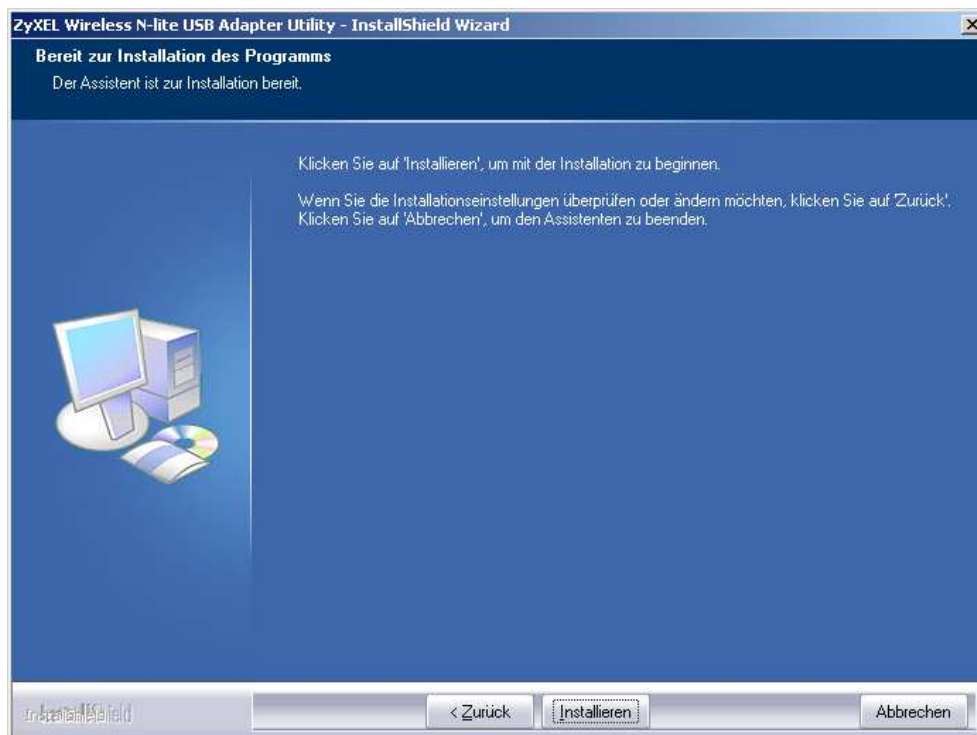 ZyXEL Wireless N-lite USB Adapter Utility - InstallShield Wizard
Bereit zur Installation des Programms
Der Assistent ist zur Installation bereit.
Klicken Sie auf 'Installieren', um mit der Installation zu beginnen.
Wenn Sie die Installationseinstellungen überprüfen oder ändern möchten, klicken Sie auf 'Zurück'.
Klicken Sie auf 'Abbrechen', um den Assistenten zu beenden.
InstallShield
< Zurück
Installieren
Abbrechen